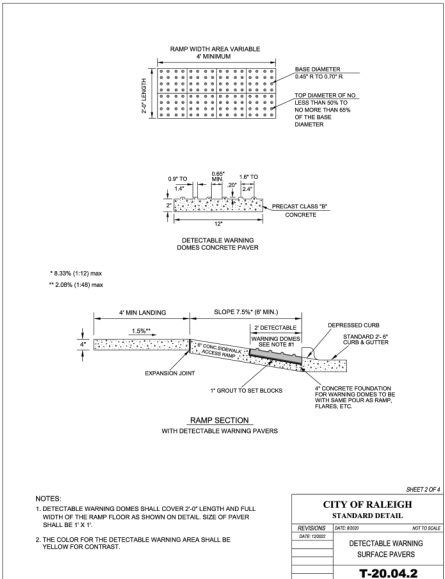 RAMP WIDTH AREA VARIABLE
4' MINIMUM
2'-0" LENGTH
BASE DIAMETER
0.45" R TO 0.70" R
TOP DIAMETER OF NO
LESS THAN 50% TO
NO MORE THAN 65%
OF THE BASE
DIAMETER
0.9" TO
1.4"
0.65"
MIN.
.20"
1.6" TO
2.4"
2"
PRECAST CLASS "B"
CONCRETE
12"
DETECTABLE WARNING
DOMES CONCRETE PAVER
* 8.33% (1:12) max
** 2.08% (1:48) max
4' MIN LANDING
SLOPE 7.5%* (6' MIN.)
1.5%**
2' DETECTABLE
WARNING DOMES
SEE NOTE #1
DEPRESSED CURB
STANDARD 2'- 6"
CURB & GUTTER
4"
6" CONC.SIDEWALK
ACCESS RAMP
EXPANSION JOINT
1" GROUT TO SET BLOCKS
4" CONCRETE FOUNDATION
FOR WARNING DOMES TO BE
WITH SAME POUR AS RAMP,
FLARES, ETC.
RAMP SECTION
WITH DETECTABLE WARNING PAVERS
SHEET 2 OF 4
NOTES:
1. DETECTABLE WARNING DOMES SHALL COVER 2'-0" LENGTH AND FULL
WIDTH OF THE RAMP FLOOR AS SHOWN ON DETAIL. SIZE OF PAVER
SHALL BE 1' X 1'.
2. THE COLOR FOR THE DETECTABLE WARNING AREA SHALL BE
YELLOW FOR CONTRAST.
CITY OF RALEIGH
STANDARD DETAIL
REVISIONS
DATE: 8/2020
NOT TO SCALE
DATE: 12/2022
DETECTABLE WARNING
SURFACE PAVERS
T-20.04.2